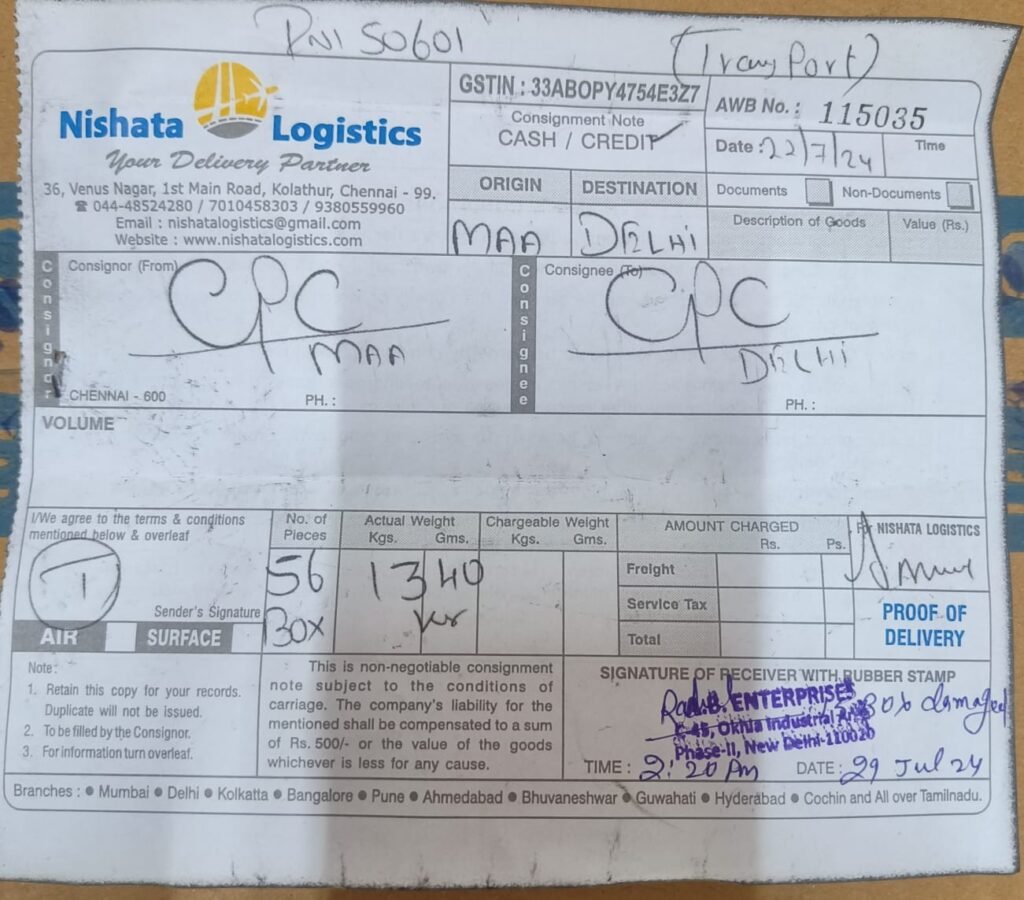 PNI 50601
(Transport)
Nishata Logistics
Your Delivery Partner
36, Venus Nagar, 1st Main Road, Kolathur, Chennai - 99.
☎ 044-48524280 / 7010458303 / 9380559960
Email : nishatalogistics@gmail.com
Website : www.nishatalogistics.com
GSTIN : 33ABOPY4754E3Z7
Consignment Note
CASH / CREDIT ✓
AWB No. : 115035
Date : 22/7/24
Time
ORIGIN
DESTINATION
MAA
DELHI
Documents
Non-Documents
Description of Goods
Value (Rs.)
Consignor
Consignor (From)
CPC
MAA
CHENNAI - 600
PH. :
Consignee
Consignee (To)
CPC
DELHI
PH. :
VOLUME
I/We agree to the terms & conditions
mentioned below & overleaf
Sender's Signature
AIR
SURFACE
No. of
Pieces
56
BOX
Actual Weight
Kgs. Gms.
1340
Chargeable Weight
Kgs. Gms.
AMOUNT CHARGED
Rs. Ps.
Freight
Service Tax
Total
For NISHATA LOGISTICS
PROOF OF
DELIVERY
Note :
1. Retain this copy for your records.
Duplicate will not be issued.
2. To be filled by the Consignor.
3. For information turn overleaf.
This is non-negotiable consignment
note subject to the conditions of
carriage. The company's liability for the
mentioned shall be compensated to a sum
of Rs. 500/- or the value of the goods
whichever is less for any cause.
SIGNATURE OF RECEIVER WITH RUBBER STAMP
ENTERPRISES
Okhla Industrial Area
Phase-II, New Delhi-110020
Box damaged
TIME : 2:20 Pm
DATE : 29 Jul 24
Branches : ● Mumbai ● Delhi ● Kolkatta ● Bangalore ● Pune ● Ahmedabad ● Bhuvaneshwar ● Guwahati ● Hyderabad ● Cochin and All over Tamilnadu.